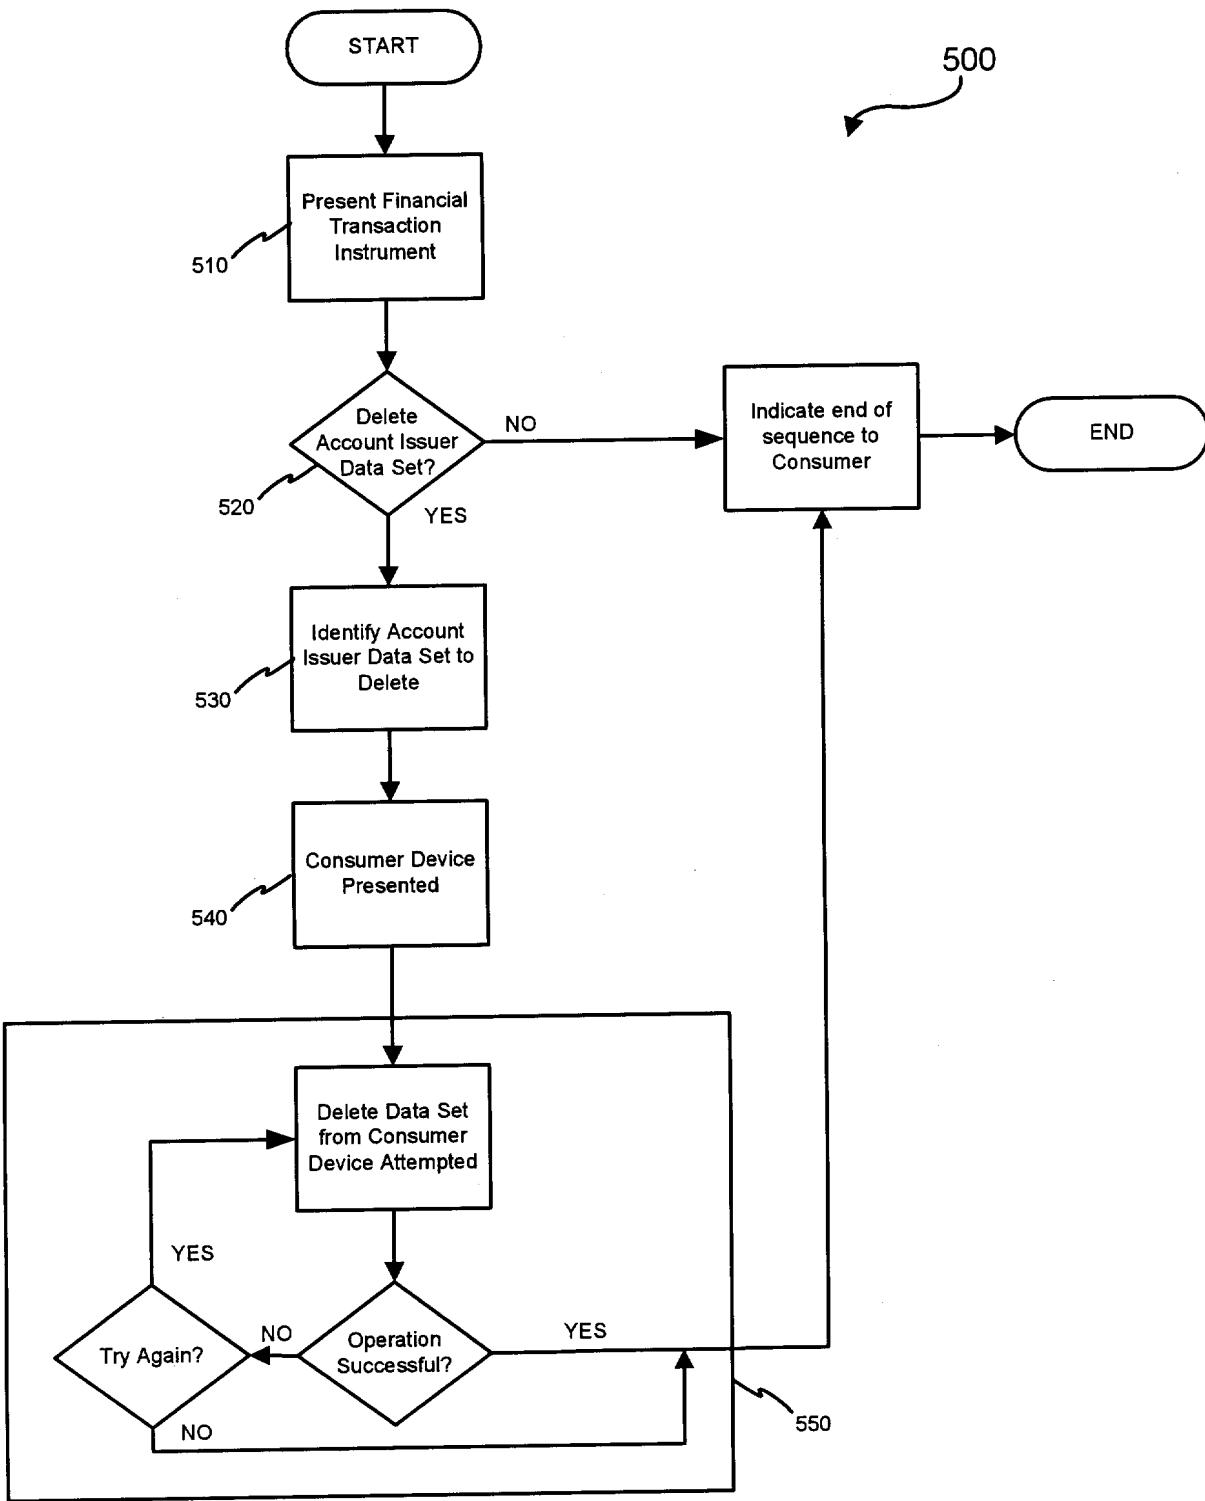 START
500
Present Financial
Transaction
Instrument
510
Delete
Account Issuer
Data Set?
NO
520
YES
Indicate end of
sequence to
Consumer
END
Identify Account
Issuer Data Set to
Delete
530
Consumer Device
Presented
540
Delete Data Set
from Consumer
Device Attempted
YES
Try Again?
NO
Operation
Successful?
YES
NO
550